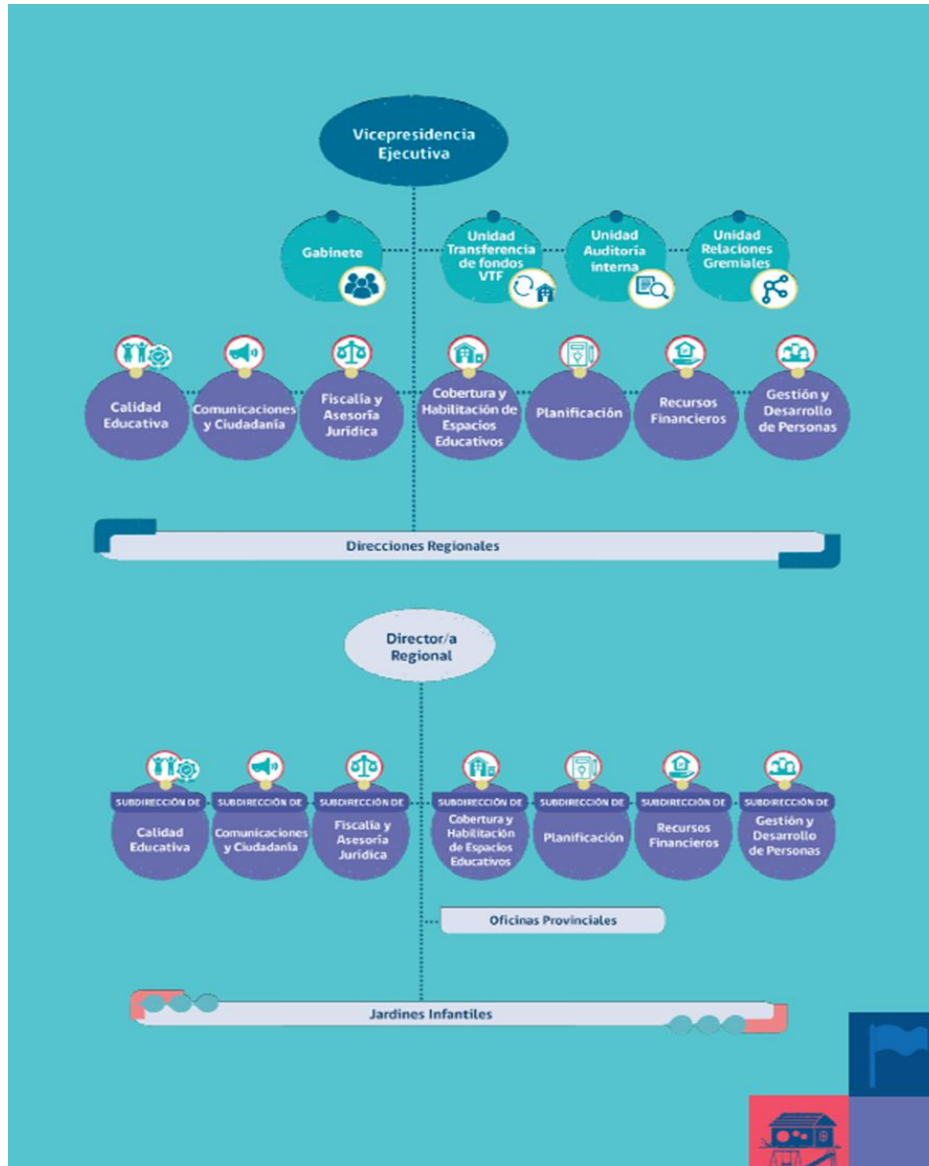 Vicepresidencia
Ejecutiva
Gabinete
Unidad
Transferencia
de fondos
VTF
Unidad
Auditoría
interna
Unidad
Relaciones
Gremiales
Calidad
Educativa
Comunicaciones
y Ciudadanía
Fiscalía y
Asesoría
Jurídica
Cobertura y
Habilitación de
Espacios
Educativos
Planificación
Recursos
Financieros
Gestión y
Desarrollo
de Personas
Direcciones Regionales
Director/a
Regional
SUBDIRECCIÓN DE
Calidad
Educativa
SUBDIRECCIÓN DE
Comunicaciones
y Ciudadanía
SUBDIRECCIÓN DE
Fiscalía y
Asesoría
Jurídica
SUBDIRECCIÓN DE
Cobertura y
Habilitación
de Espacios
Educativos
SUBDIRECCIÓN DE
Planificación
SUBDIRECCIÓN DE
Recursos
Financieros
SUBDIRECCIÓN DE
Gestión y
Desarrollo
de Personas
Oficinas Provinciales
Jardines Infantiles